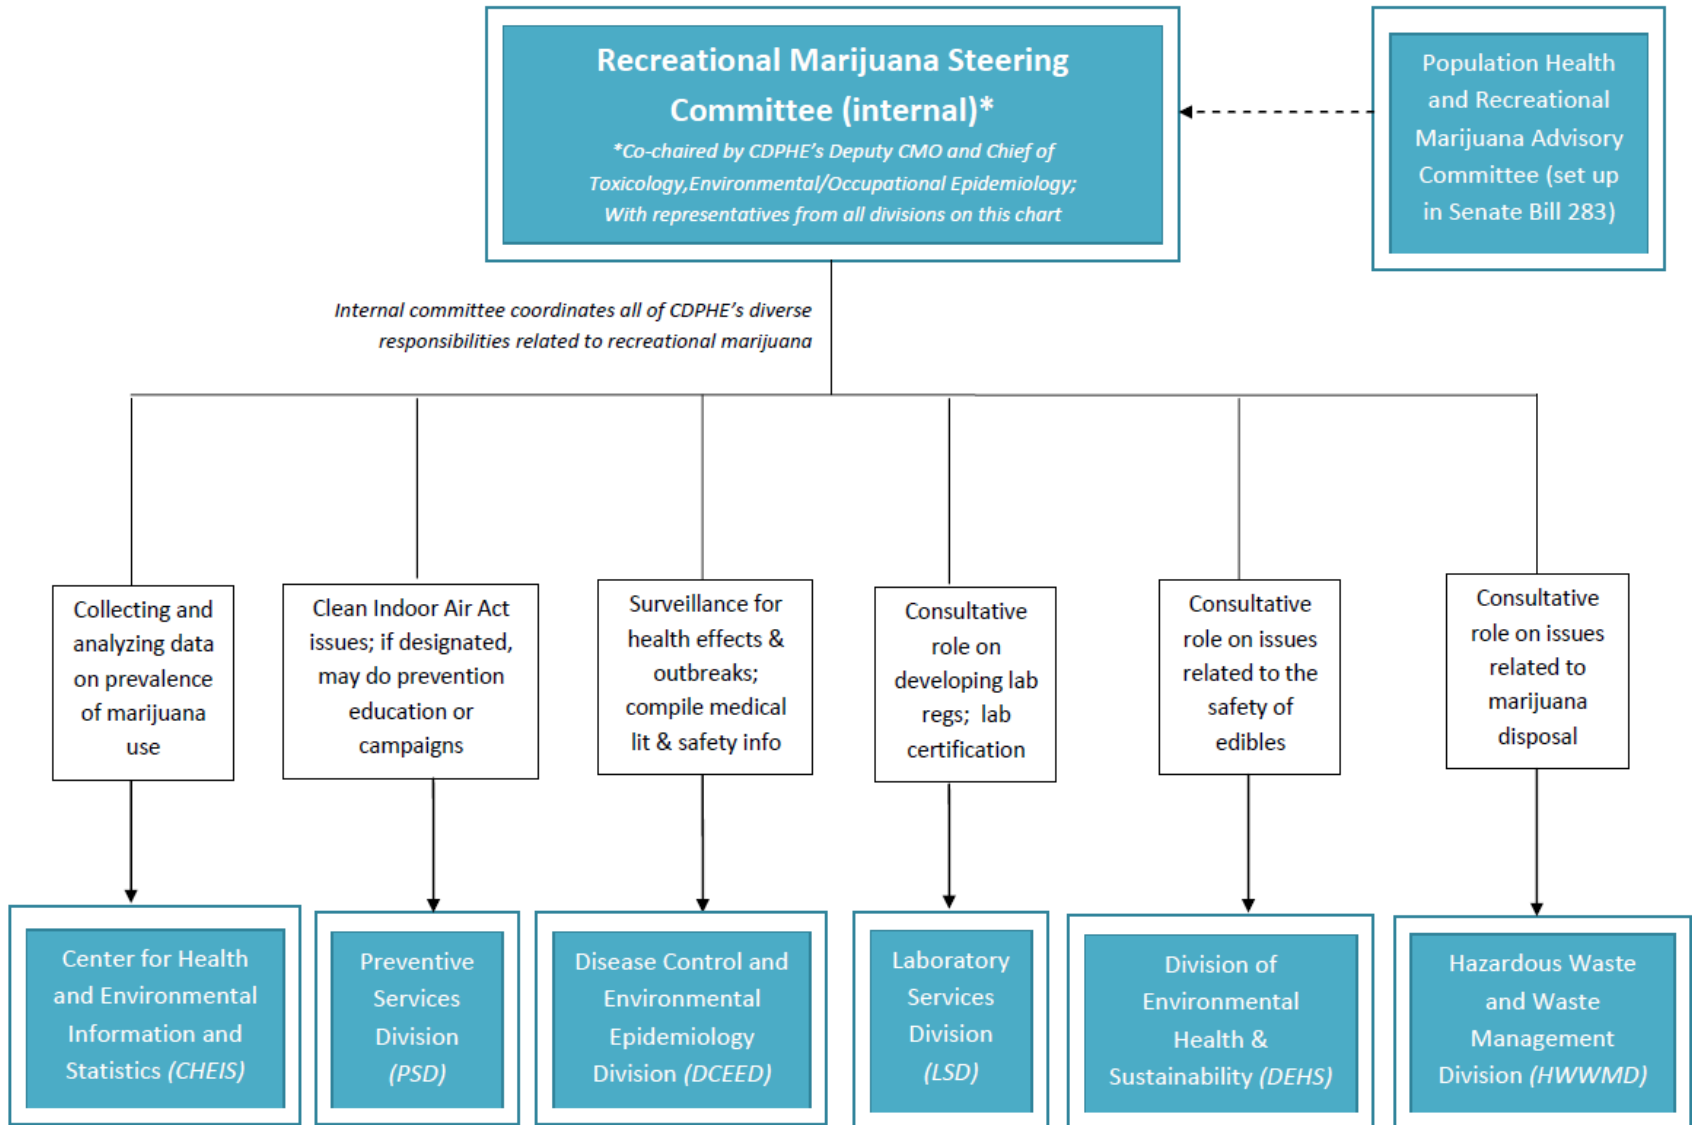 Recreational Marijuana Steering
Committee (internal)*
*Co-chaired by CDPHE's Deputy CMO and Chief of
Toxicology,Environmental/Occupational Epidemiology;
With representatives from all divisions on this chart
Population Health
and Recreational
Marijuana Advisory
Committee (set up
in Senate Bill 283)
Internal committee coordinates all of CDPHE's diverse
responsibilities related to recreational marijuana
Collecting and
analyzing data
on prevalence
of marijuana
use
Clean Indoor Air Act
issues; if designated,
may do prevention
education or
campaigns
Surveillance for
health effects &
outbreaks;
compile medical
lit & safety info
Consultative
role on
developing lab
regs;  lab
certification
Consultative
role on issues
related to the
safety of
edibles
Consultative
role on issues
related to
marijuana
disposal
Center for Health
and Environmental
Information and
Statistics (CHEIS)
Preventive
Services
Division
(PSD)
Disease Control and
Environmental
Epidemiology
Division (DCEED)
Laboratory
Services
Division
(LSD)
Division of
Environmental
Health &
Sustainability (DEHS)
Hazardous Waste
and Waste
Management
Division (HWWMD)